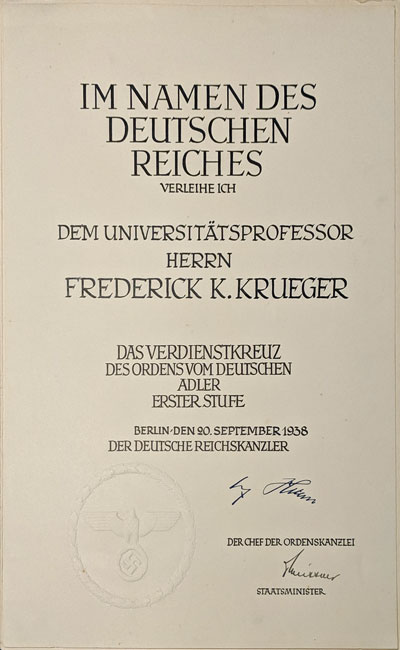 IM NAMEN DES
DEUTSCHEN
REICHES
VERLEIHE ICH
DEM UNIVERSITÄTSPROFESSOR
HERRN
FREDERICK K. KRUEGER
DAS VERDIENSTKREUZ
DES ORDENS VOM DEUTSCHEN
ADLER
ERSTER STUFE
BERLIN·DEN 20. SEPTEMBER 1938
DER DEUTSCHE REICHSKANZLER
DER CHEF DER ORDENSKANZLEI
STAATSMINISTER